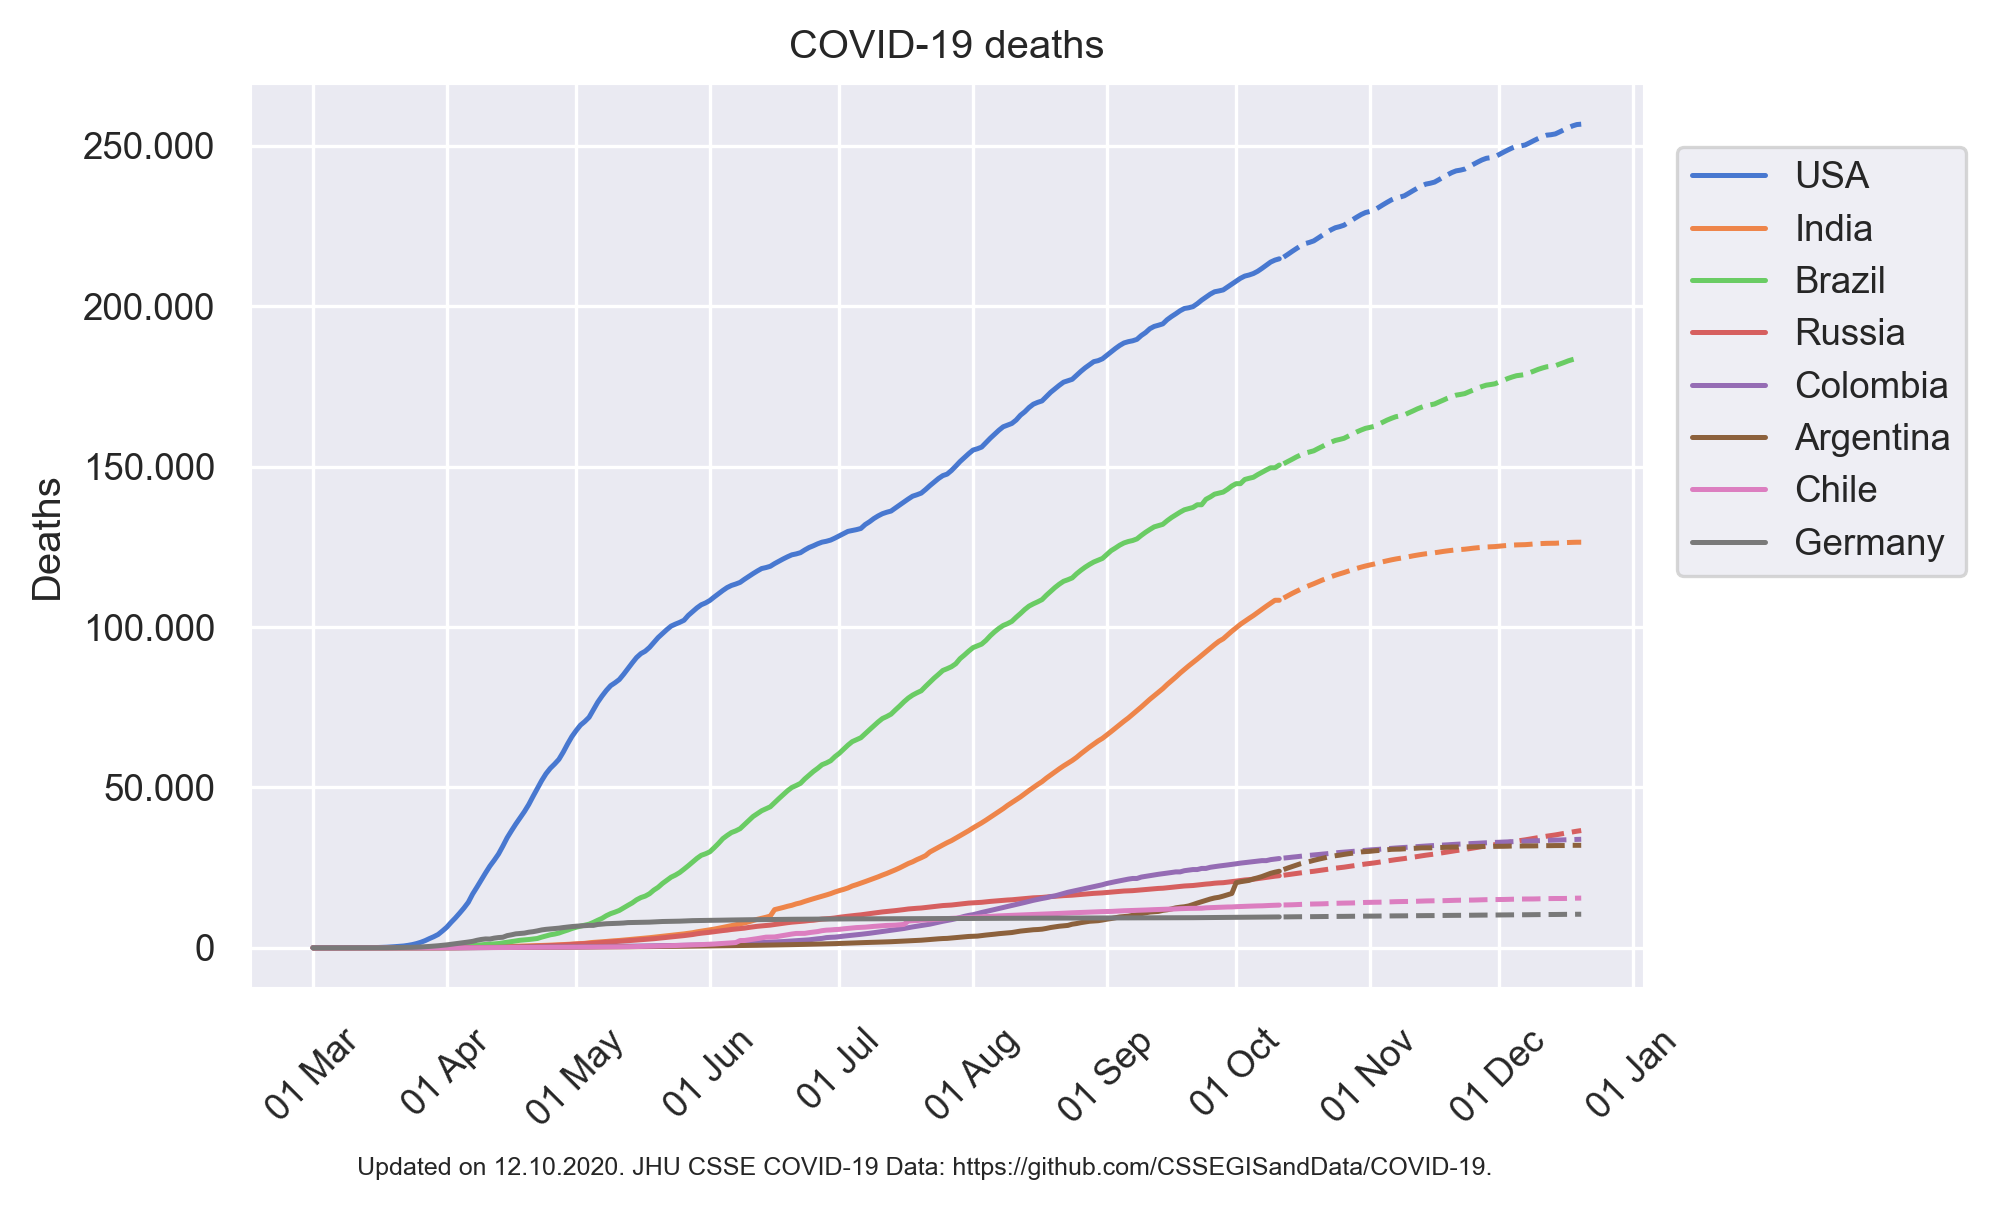 COVID-19 deaths
250.000
200.000
150.000
100.000
50.000
0
Deaths
USA
India
Brazil
Russia
Colombia
Argentina
Chile
Germany
01 Mar
01 Apr
01 May
01 Jun
01 Jul
01 Aug
01 Sep
01 Oct
01 Nov
01 Dec
01 Jan
Updated on 12.10.2020. JHU CSSE COVID-19 Data: https://github.com/CSSEGISandData/COVID-19.